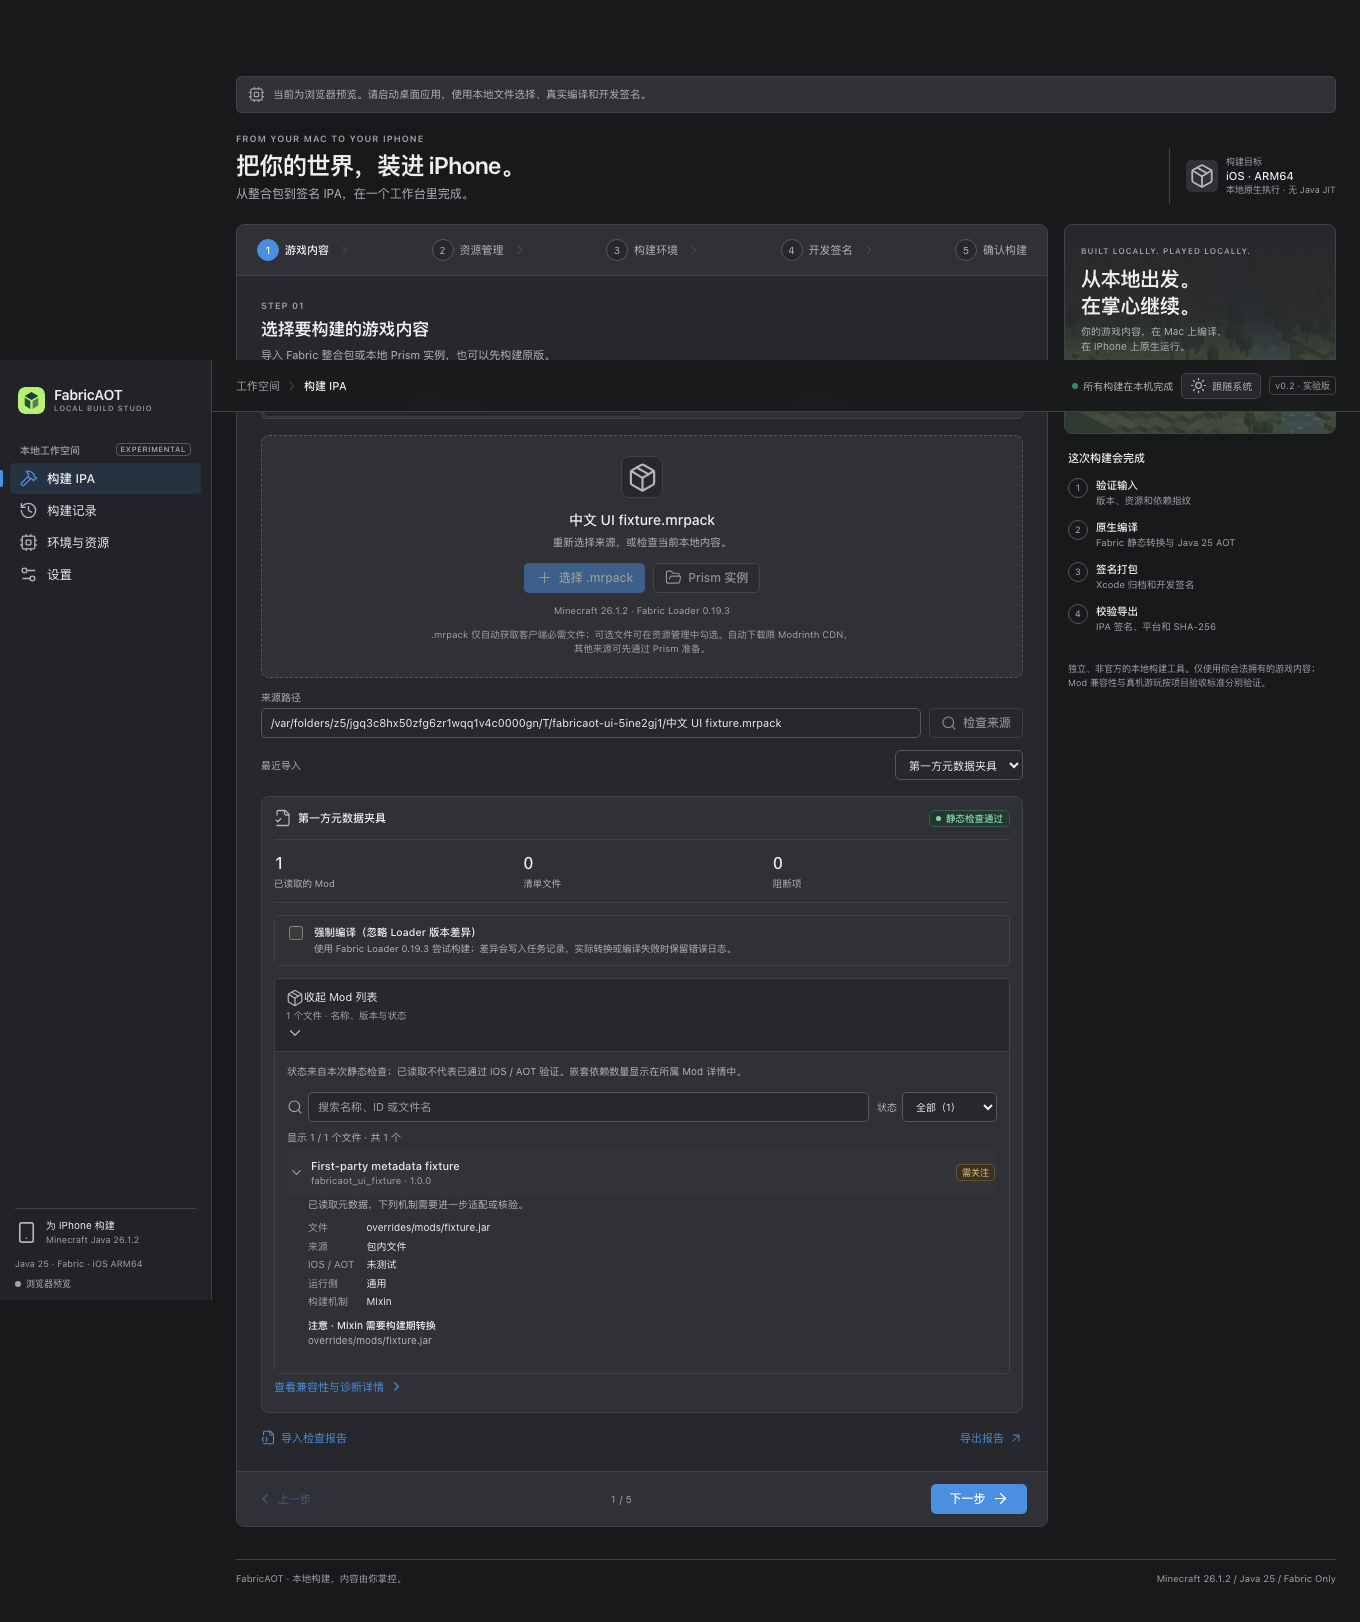 当前为浏览器预览。请启动桌面应用，使用本地文件选择、真实编译和开发签名。
FROM YOUR MAC TO YOUR IPHONE
把你的世界，装进 iPhone。
从整合包到签名 IPA，在一个工作台里完成。
构建目标
iOS · ARM64
本地原生执行 · 无 Java JIT
1 游戏内容
2 资源管理
3 构建环境
4 开发签名
5 确认构建
STEP 01
选择要构建的游戏内容
导入 Fabric 整合包或本地 Prism 实例，也可以先构建原版。
BUILT LOCALLY. PLAYED LOCALLY.
从本地出发。
在掌心继续。
你的游戏内容，在 Mac 上编译，
在 iPhone 上原生运行。
FabricAOT
LOCAL BUILD STUDIO
工作空间
构建 IPA
所有构建在本机完成
跟随系统
v0.2 · 实验版
本地工作空间
EXPERIMENTAL
构建 IPA
构建记录
环境与资源
设置
中文 UI fixture.mrpack
重新选择来源，或检查当前本地内容。
选择 .mrpack
Prism 实例
Minecraft 26.1.2 · Fabric Loader 0.19.3
.mrpack 仅自动获取客户端必需文件；可选文件可在资源管理中勾选。自动下载限 Modrinth CDN，
其他来源可先通过 Prism 准备。
来源路径
/var/folders/z5/jgq3c8hx50zfg6zr1wqq1v4c0000gn/T/fabricaot-ui-5ine2gj1/中文 UI fixture.mrpack
检查来源
最近导入
第一方元数据夹具
第一方元数据夹具
静态检查通过
1
已读取的 Mod
0
清单文件
0
阻断项
强制编译（忽略 Loader 版本差异）
使用 Fabric Loader 0.19.3 尝试构建；差异会写入任务记录，实际转换或编译失败时保留错误日志。
收起 Mod 列表
1 个文件 · 名称、版本与状态
状态来自本次静态检查；已读取不代表已通过 iOS / AOT 验证。嵌套依赖数量显示在所属 Mod 详情中。
搜索名称、ID 或文件名
状态
全部（1）
显示 1 / 1 个文件 · 共 1 个
First-party metadata fixture
fabricaot_ui_fixture · 1.0.0
需关注
已读取元数据，下列机制需要进一步适配或核验。
文件 overrides/mods/fixture.jar
来源 包内文件
iOS / AOT 未测试
运行侧 通用
构建机制 Mixin
注意 · Mixin 需要构建期转换
overrides/mods/fixture.jar
查看兼容性与诊断详情
导入检查报告
导出报告
上一步
1 / 5
下一步
这次构建会完成
1 验证输入
版本、资源和依赖指纹
2 原生编译
Fabric 静态转换与 Java 25 AOT
3 签名打包
Xcode 归档和开发签名
4 校验导出
IPA 签名、平台和 SHA-256
独立、非官方的本地构建工具。仅使用你合法拥有的游戏内容；
Mod 兼容性与真机游玩按项目验收标准分别验证。
为 iPhone 构建
Minecraft Java 26.1.2
Java 25 · Fabric · iOS ARM64
浏览器预览
FabricAOT · 本地构建，内容由你掌控。
Minecraft 26.1.2 / Java 25 / Fabric Only